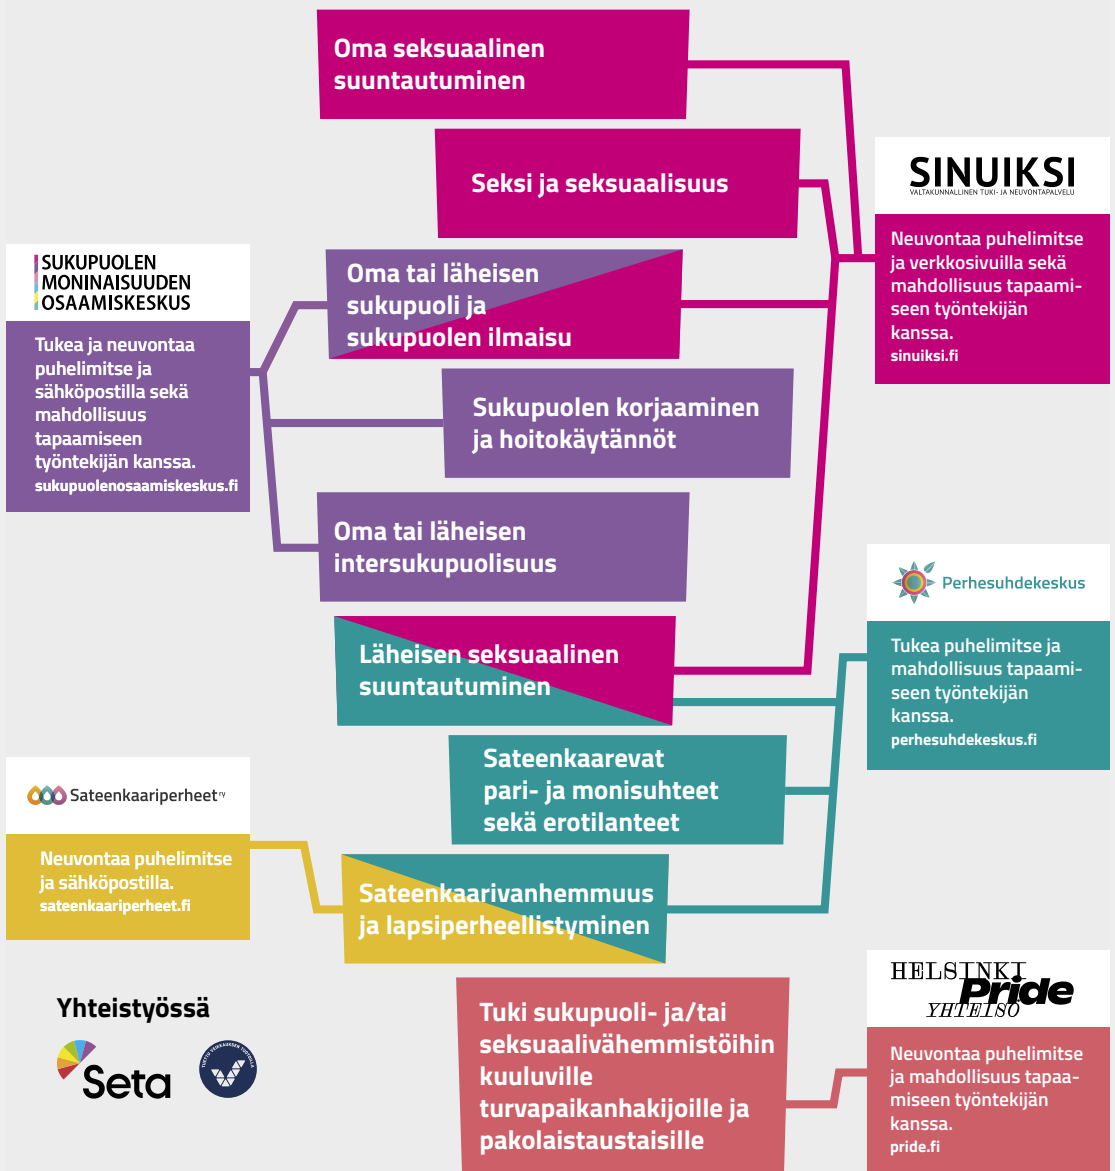 Oma seksuaalinen
suuntautuminen
Seksi ja seksuaalisuus
SINUIKSI
VALTAKUNNALLINEN TUKI- JA NEUVONTAPALVELU
Neuvontaa puhelimitse
ja verkkosivuilla sekä
mahdollisuus tapaami-
seen työntekijän
kanssa.
sinuiksi.fi
SUKUPUOLEN
MONINAISUUDEN
OSAAMISKESKUS
Tukea ja neuvontaa
puhelimitse ja
sähköpostilla sekä
mahdollisuus
tapaamiseen
työntekijän kanssa.
sukupuolenosaamiskeskus.fi
Oma tai läheisen
sukupuoli ja
sukupuolen ilmaisu
Sukupuolen korjaaminen
ja hoitokäytännöt
Oma tai läheisen
intersukupuolisuus
Läheisen seksuaalinen
suuntautuminen
Perhesuhdekeskus
Tukea puhelimitse ja
mahdollisuus tapaami-
seen työntekijän
kanssa.
perhesuhdekeskus.fi
Sateenkaarevat
pari- ja monisuhteet
sekä erotilanteet
Sateenkaariperheet ry
Neuvontaa puhelimitse
ja sähköpostilla.
sateenkaariperheet.fi
Sateenkaarivanhemmuus
ja lapsiperheellistyminen
Tuki sukupuoli- ja/tai
seksuaalivähemmistöihin
kuuluville
turvapaikanhakijoille ja
pakolaistaustaisille
HELSINKI
Pride
YHTEISÖ
Neuvontaa puhelimitse
ja mahdollisuus tapaa-
miseen työntekijän
kanssa.
pride.fi
Yhteistyössä
Seta
TUETTU VEIKKAUKSEN TUOTOILLA